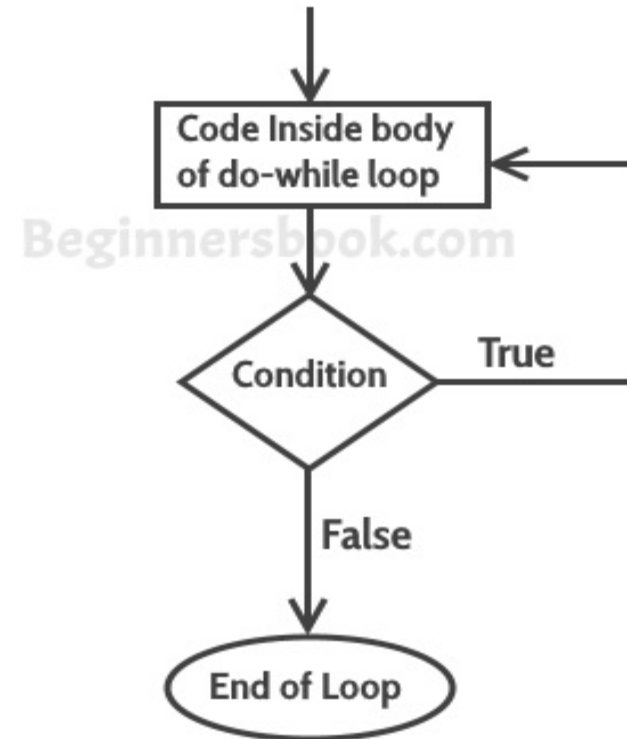 Code Inside body
of do-while loop
Beginnersbook.com
Condition
True
False
End of Loop